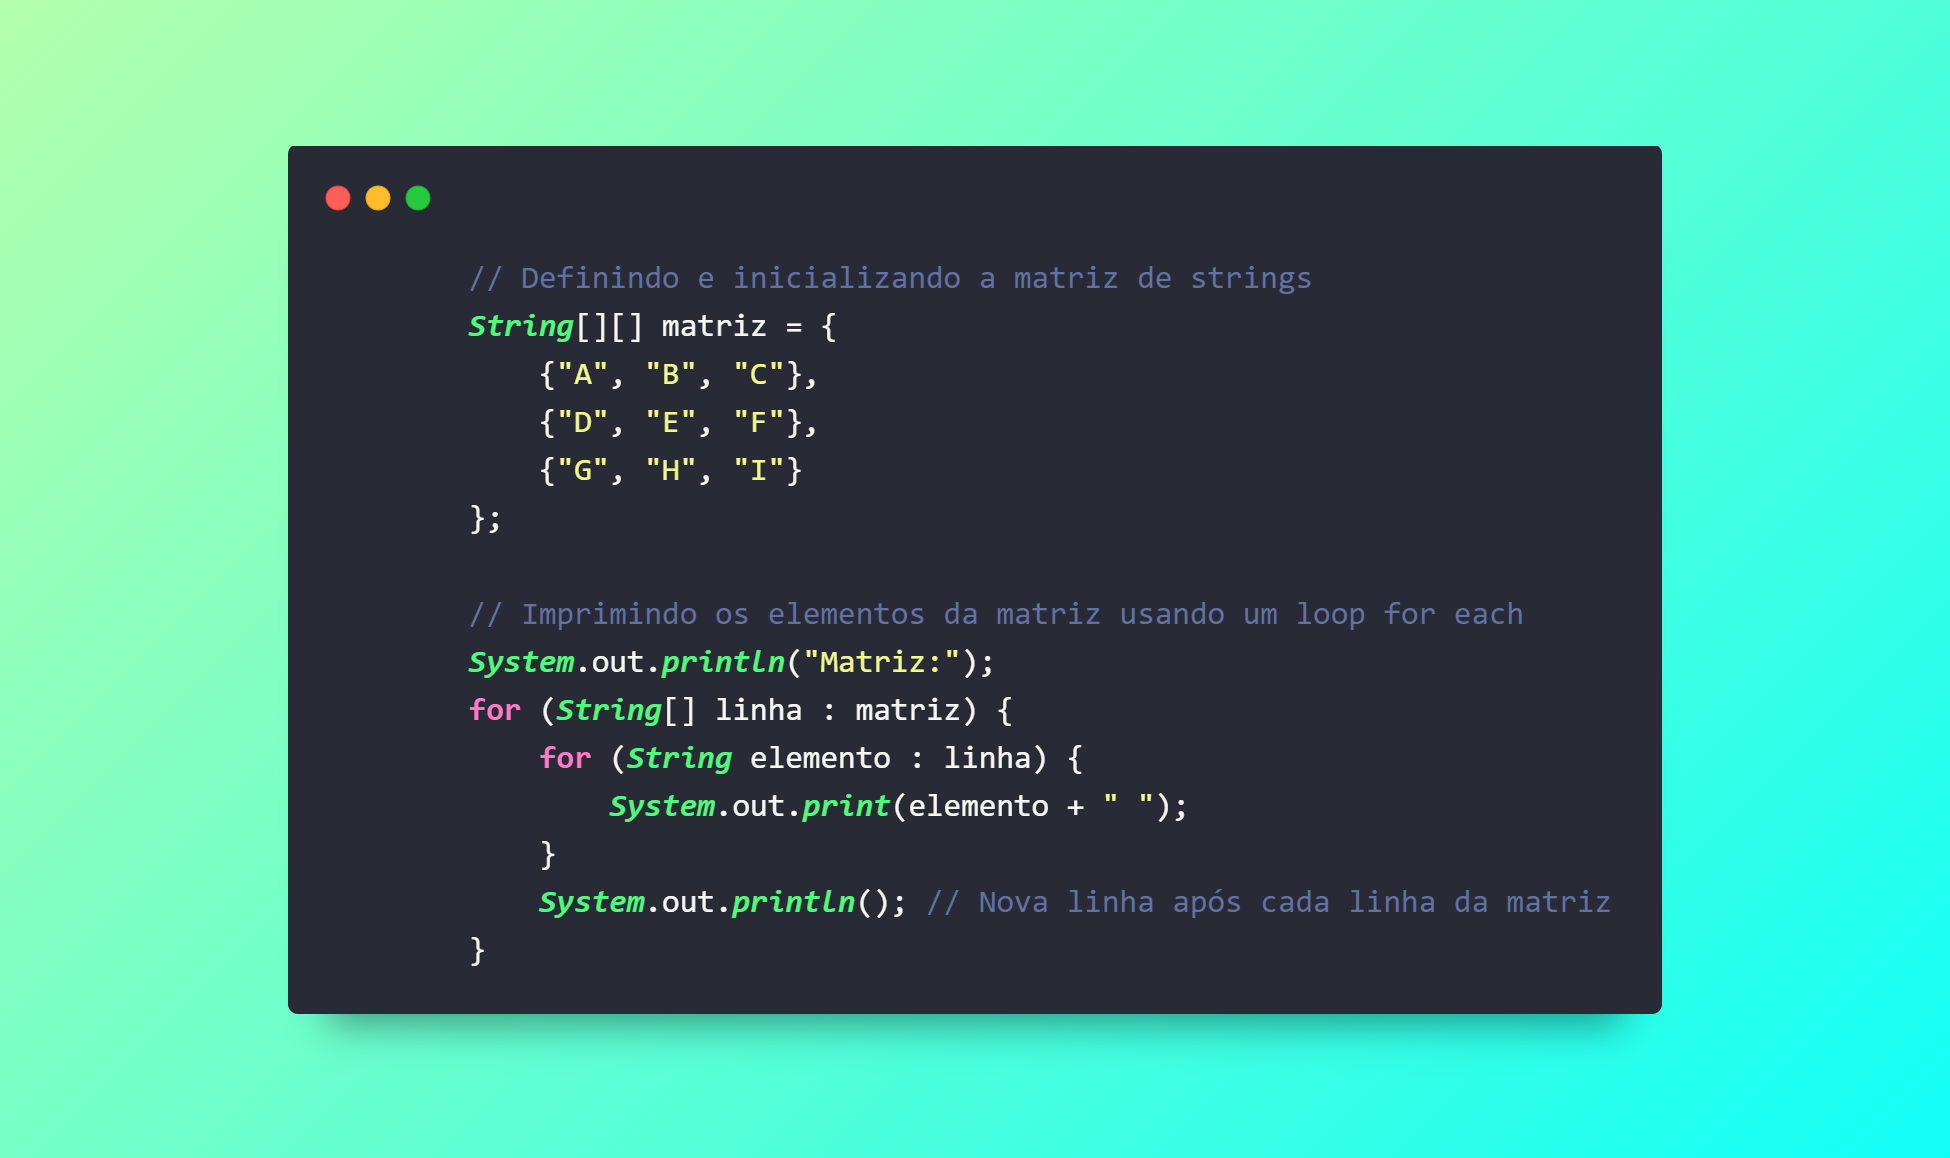 // Definindo e inicializando a matriz de strings
String[][] matriz = {
    {"A", "B", "C"},
    {"D", "E", "F"},
    {"G", "H", "I"}
};

// Imprimindo os elementos da matriz usando um loop for each
System.out.println("Matriz:");
for (String[] linha : matriz) {
    for (String elemento : linha) {
        System.out.print(elemento + " ");
    }
    System.out.println(); // Nova linha após cada linha da matriz
}